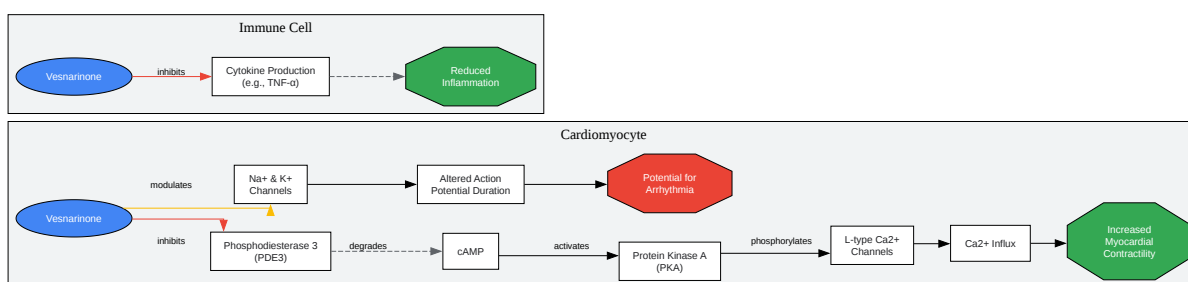 Immune Cell
Vesnarinone
inhibits
Cytokine Production
(e.g., TNF-α)
Reduced
Inflammation
Cardiomyocyte
Vesnarinone
modulates
Na+ & K+
Channels
Altered Action
Potential Duration
Potential for
Arrhythmia
inhibits
Phosphodiesterase 3
(PDE3)
degrades
cAMP
activates
Protein Kinase A
(PKA)
phosphorylates
L-type Ca2+
Channels
Ca2+ Influx
Increased
Myocardial
Contractility